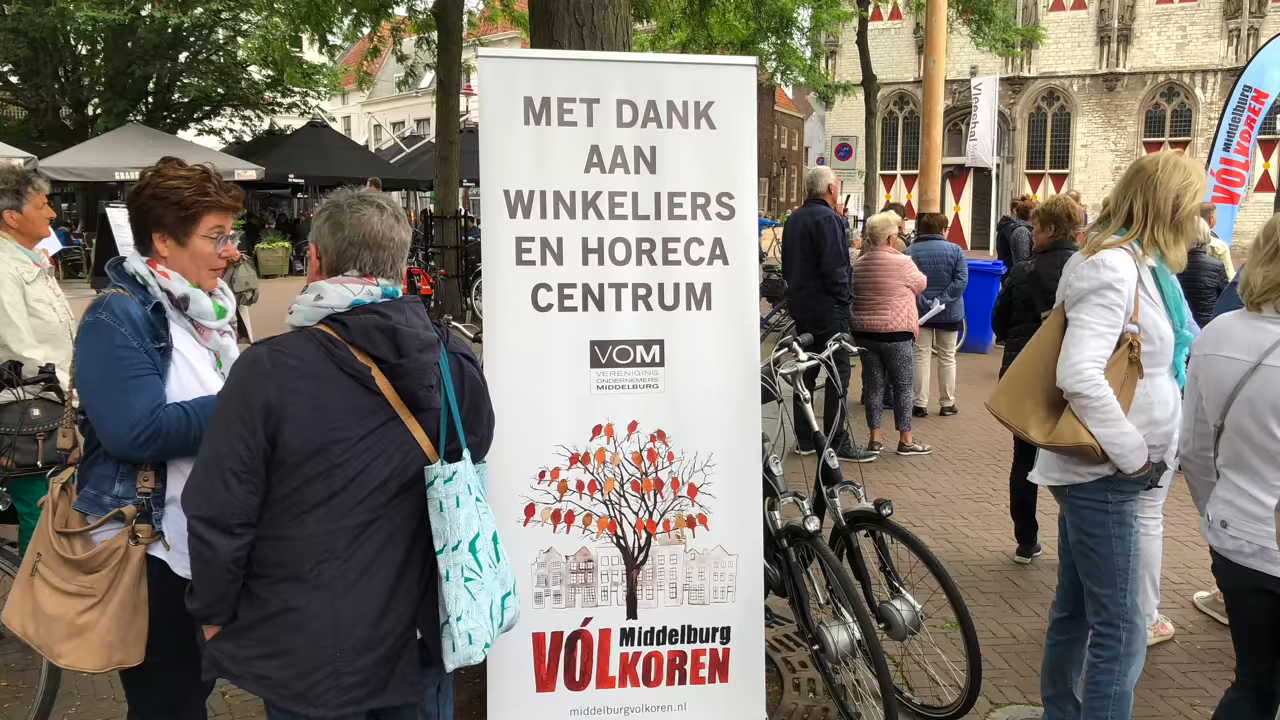 MET DANK
AAN
WINKELIERS
EN HORECA
CENTRUM
VOM
VERENIGING
ONDERNEMERS
MIDDELBURG
Middelburg
VÓLKOREN
middelburgvolkoren.nl
Vleeshal
Middelburg
VÓLKOREN